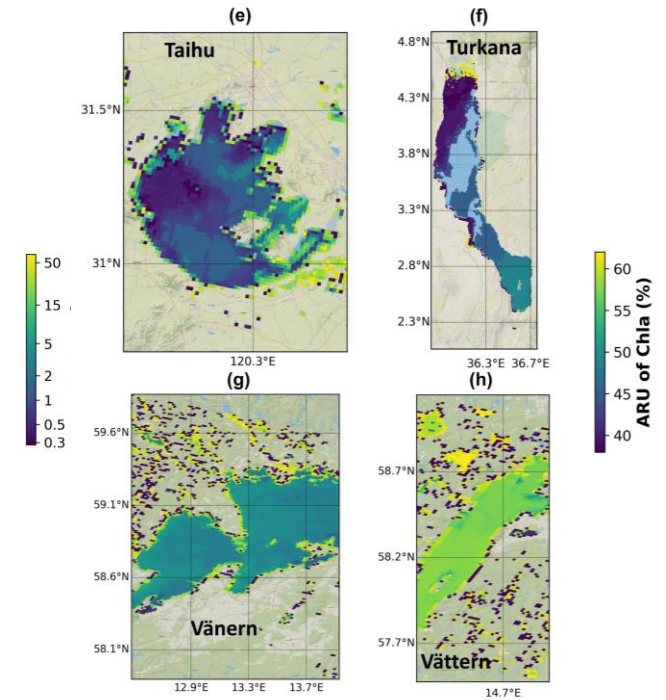 (e)
Taihu
31.5°N
31°N
120.3°E
(f)
Turkana
4.8°N
4.3°N
3.8°N
3.3°N
2.8°N
2.3°N
36.3°E 36.7°E
50
15
5
2
1
0.5
0.3
60
55
50
45
40
ARU of Chla (%)
(g)
59.6°N
59.1°N
58.6°N
58.1°N
Vänern
12.9°E 13.3°E 13.7°E
(h)
58.7°N
58.2°N
57.7°N
Vättern
14.7°E